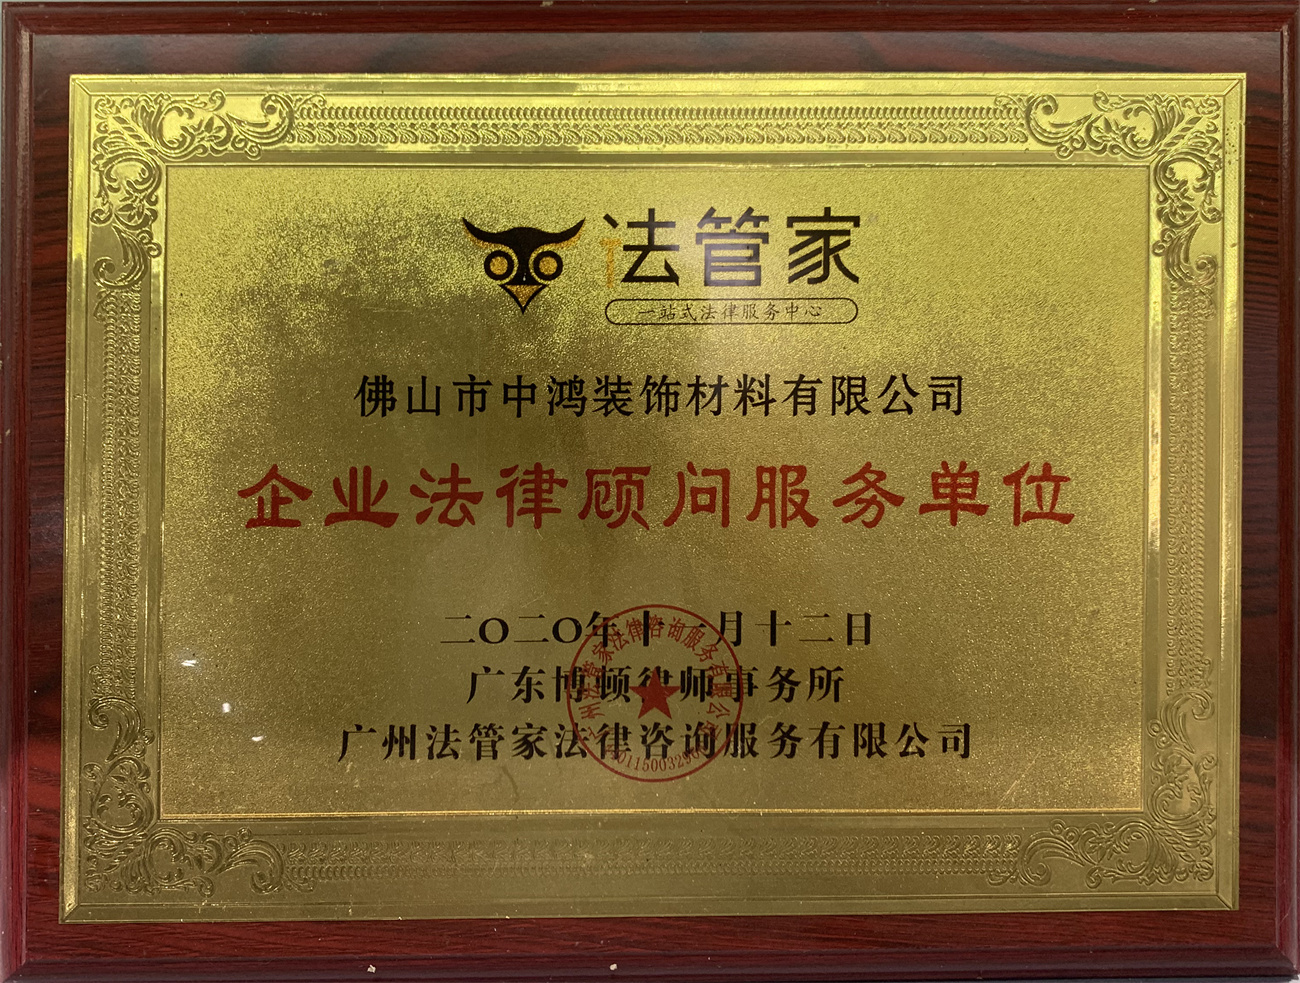 法管家
一站式法律服务中心
佛山市中鸿装饰材料有限公司
企业法律顾问服务单位
二〇二〇年十一月十二日
广东博顿律师事务所
广州法管家法律咨询服务有限公司